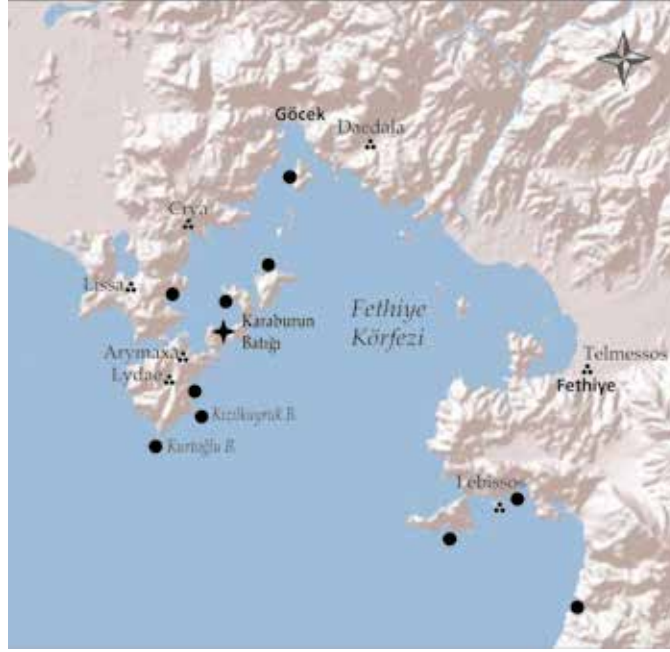 Göcek
Daedala
Crya
Lissa
Karaburun
Batığı
Fethiye
Körfezi
Arymaxa
Lydae
Telmessos
Fethiye
Kızılkuyruk B.
Kurtoğlu B.
Lebissos